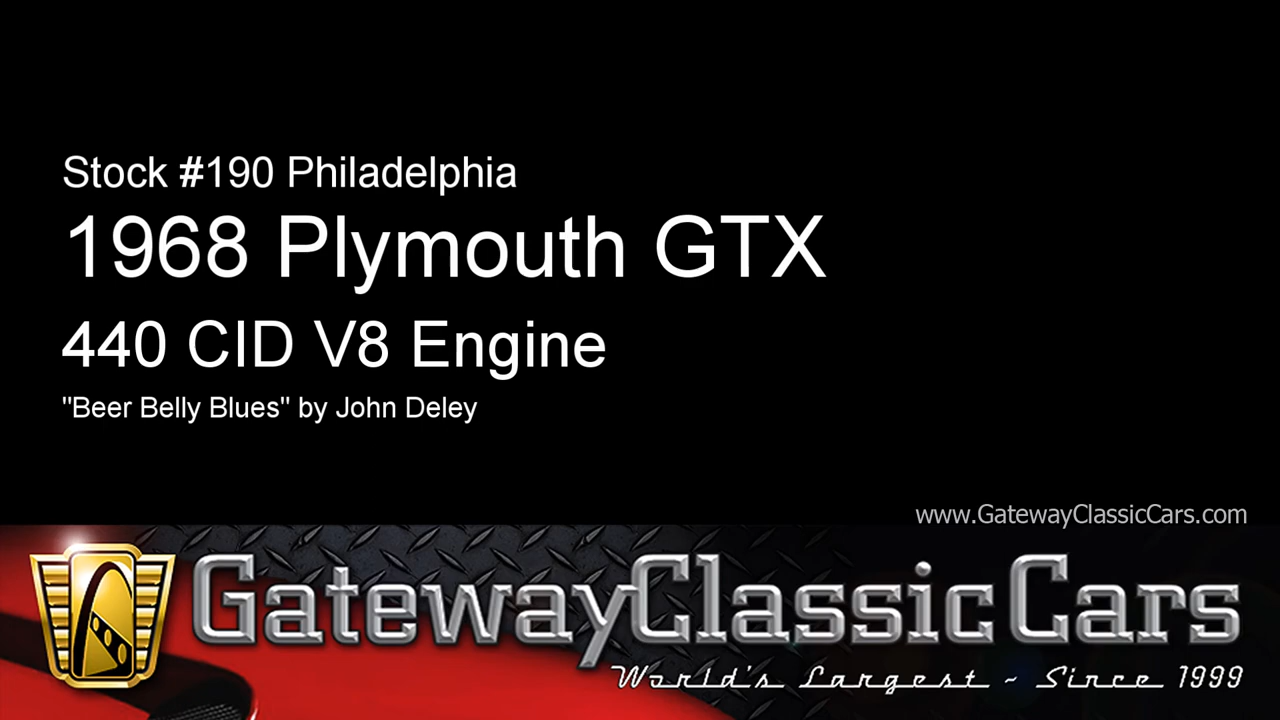 Stock #190 Philadelphia
1968 Plymouth GTX
440 CID V8 Engine
"Beer Belly Blues" by John Deley
www.GatewayClassicCars.com
GatewayClassicCars
World's Largest ~ Since 1999